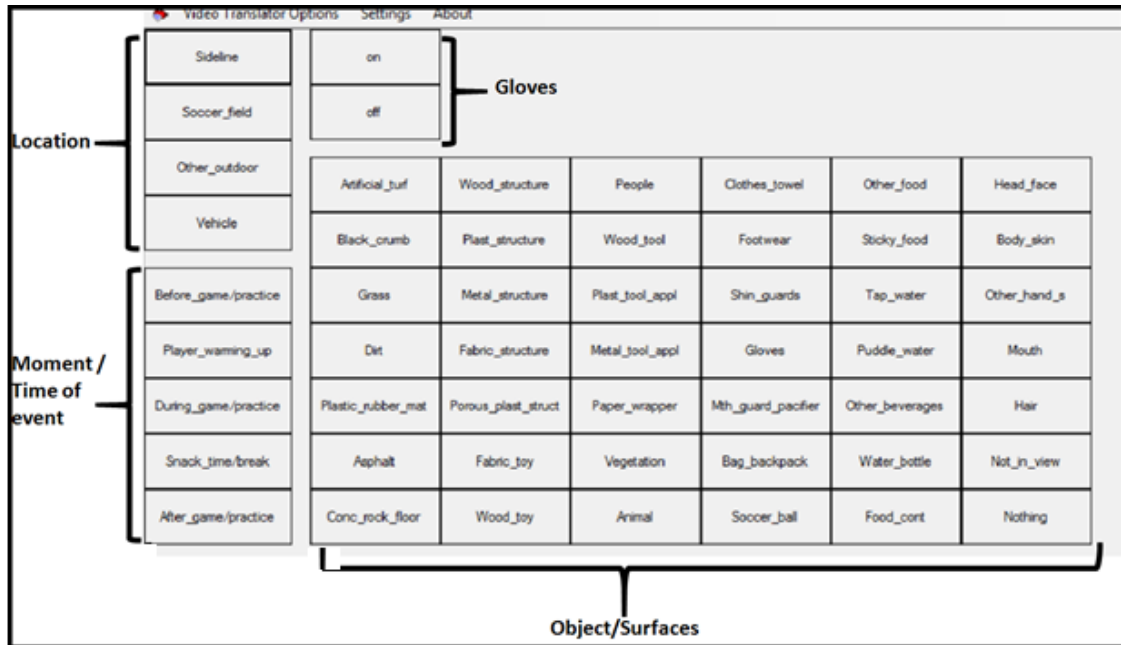 Video Translator Options Settings About
Sideline on
Gloves
Soccer_field off
Location
Other_outdoor
Vehicle
Artificial_turf Wood_structure People Clothes_towel Other_food Head_face
Black_crumb Plast_structure Wood_tool Footwear Sticky_food Body_skin
Before_game/practice Grass Metal_structure Plast_tool_appl Shin_guards Tap_water Other_hand_s
Moment /
Time of
event
Player_warming_up Dirt Fabric_structure Metal_tool_appl Gloves Puddle_water Mouth
During_game/practice Plastic_rubber_mat Porous_plast_struct Paper_wrapper Mth_guard_pacifier Other_beverages Hair
Snack_time/break Asphalt Fabric_toy Vegetation Bag_backpack Water_bottle Not_in_view
After_game/practice Conc_rock_floor Wood_toy Animal Soccer_ball Food_cont Nothing
Object/Surfaces